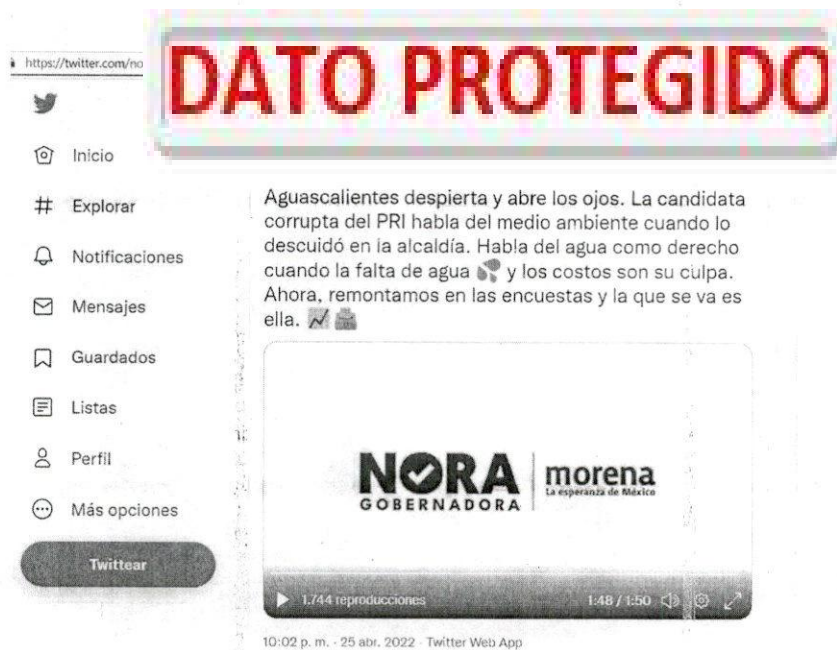 https://twitter.com/no
DATO PROTEGIDO
Inicio
Explorar
Notificaciones
Mensajes
Guardados
Listas
Perfil
Más opciones
Twittear
Aguascalientes despierta y abre los ojos. La candidata
corrupta del PRI habla del medio ambiente cuando lo
descuidó en la alcaldía. Habla del agua como derecho
cuando la falta de agua 💦 y los costos son su culpa.
Ahora, remontamos en las encuestas y la que se va es
ella. 📈 🗳️
NORA
GOBERNADORA
morena
La esperanza de México
1.744 reproducciones
1:48 / 1:50
10:02 p. m. · 25 abr. 2022 · Twitter Web App